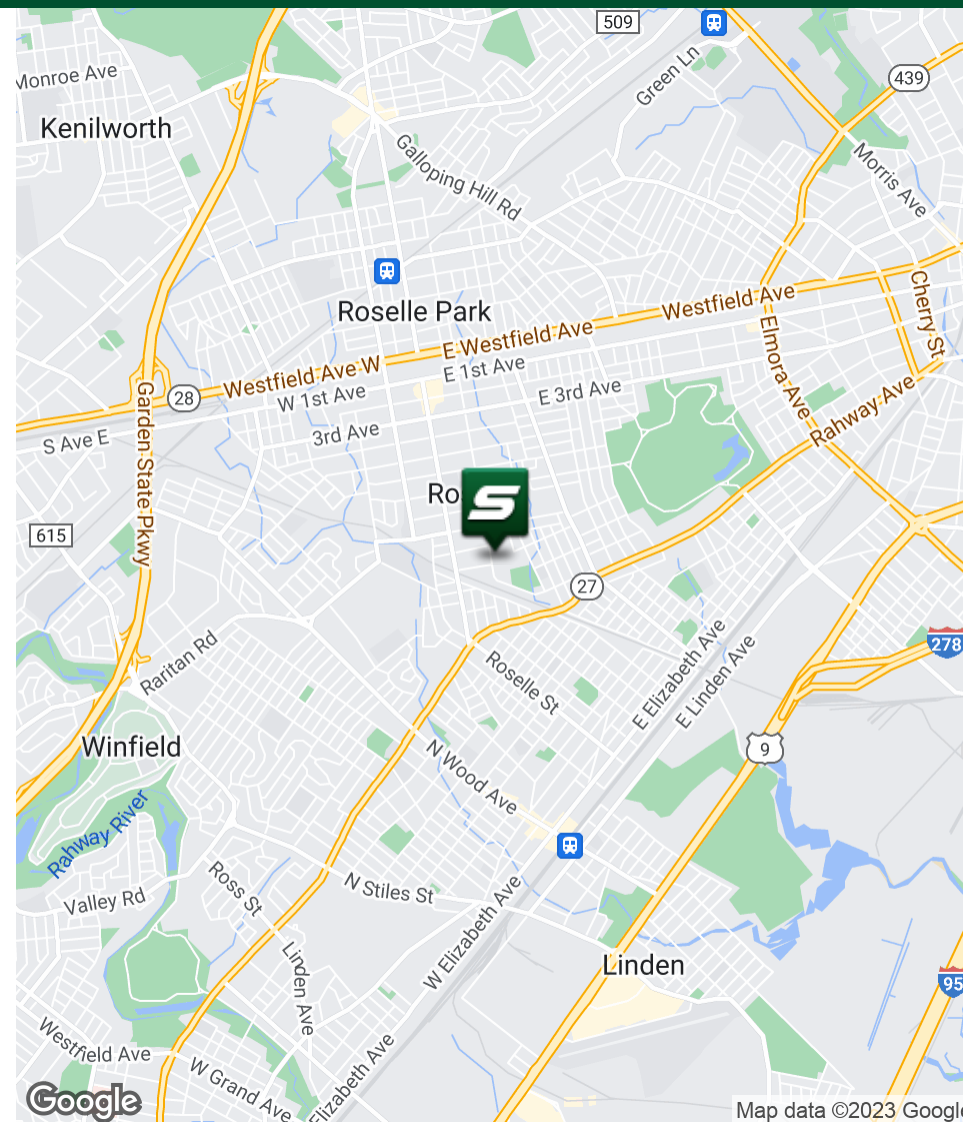 509
Green Ln
439
Monroe Ave
Kenilworth
Galloping Hill Rd
Morris Ave
Roselle Park
Cherry St
Westfield Ave
E Westfield Ave
Elmora Ave
E 1st Ave
Westfield Ave W
W 1st Ave
28
E 3rd Ave
Rahway Ave
S Ave E
3rd Ave
Garden State Pkwy
Ro
S
615
27
278
Raritan Rd
Roselle St
E Elizabeth Ave
E Linden Ave
Winfield
9
N Wood Ave
Rahway River
Valley Rd
Ross St
N Stiles St
W Elizabeth Ave
Linden Ave
Linden
95
Westfield Ave
W Grand Ave
Elizabeth Ave
Google
Map data ©2023 Google